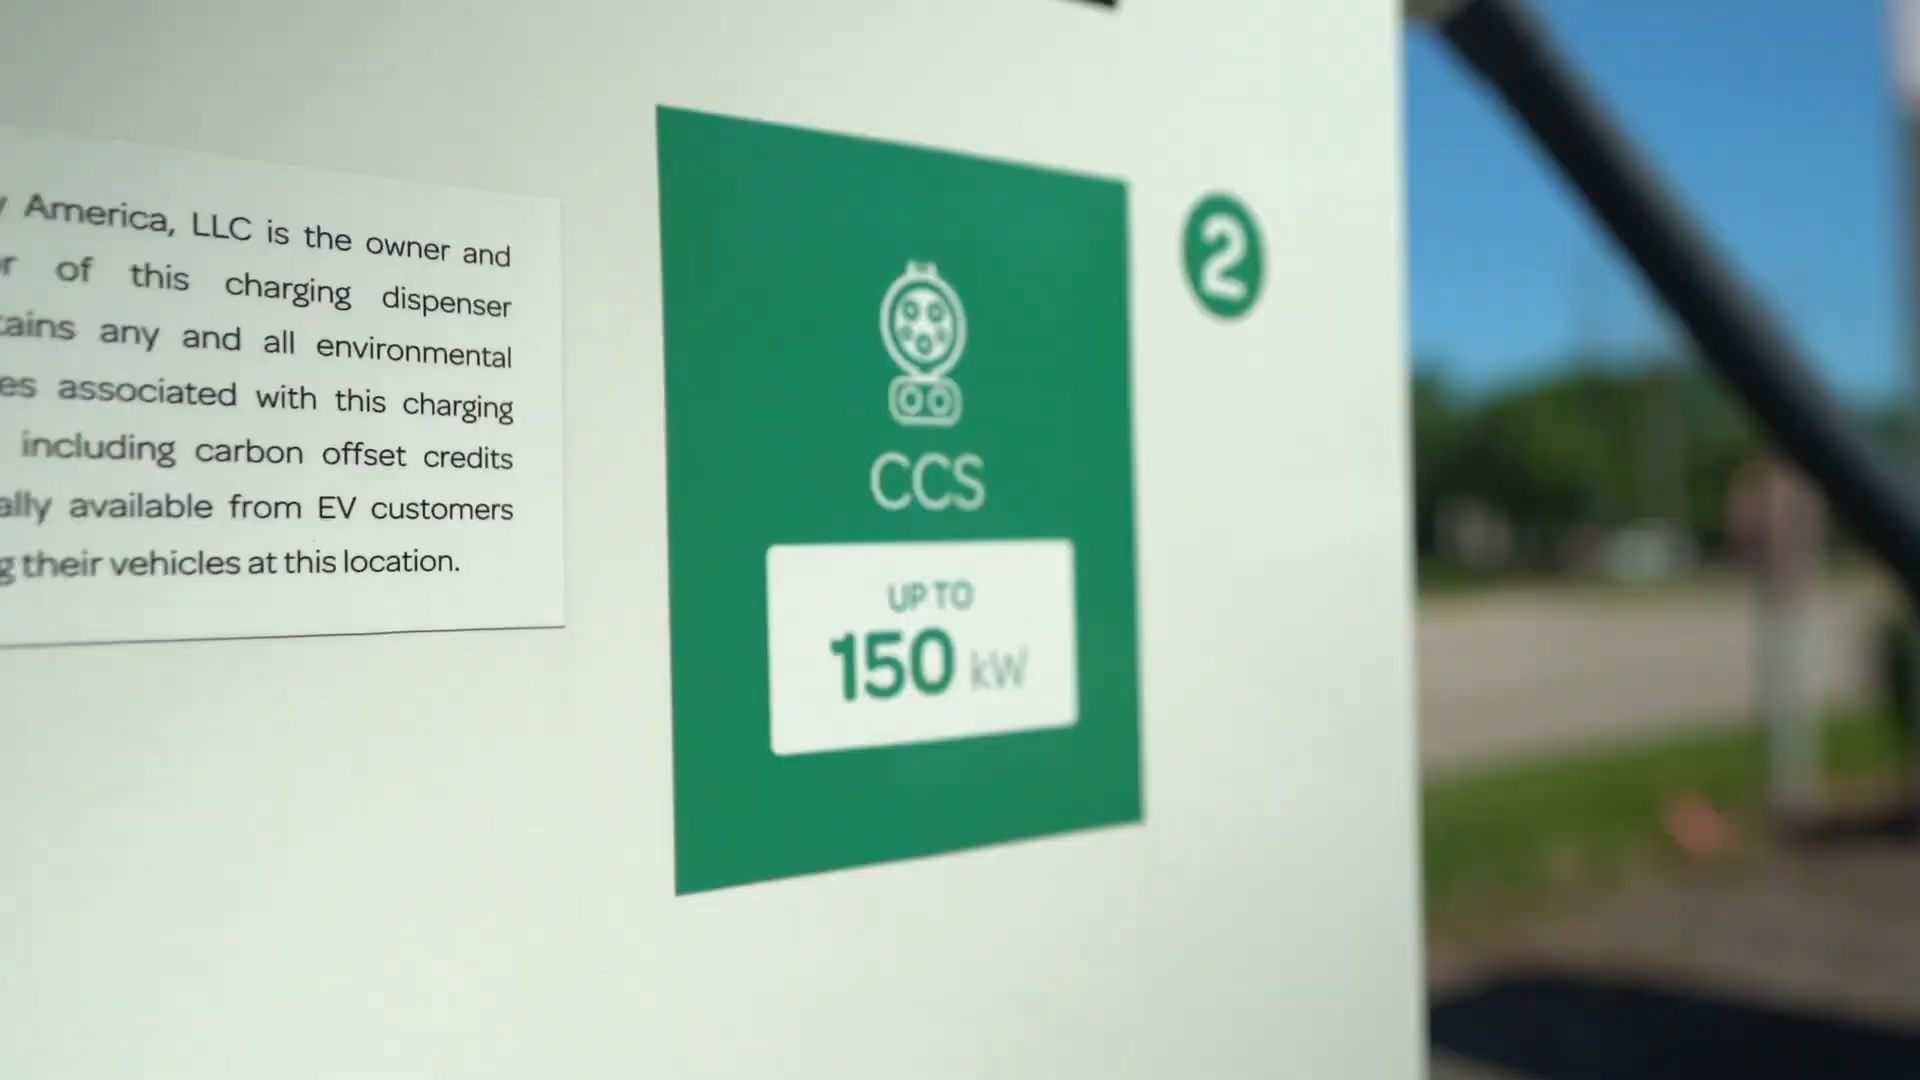 America, LLC is the owner and
of this charging dispenser
any and all environmental
associated with this charging
including carbon offset credits
available from EV customers
their vehicles at this location.
CCS
UP TO
150 kW
2